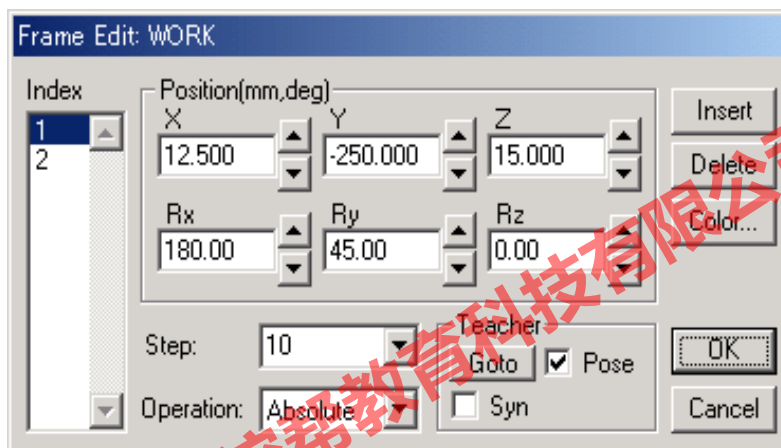 Frame Edit: WORK
Index
1
2
Position(mm,deg)
X Y Z
12.500 -250.000 15.000
Rx Ry Rz
180.00 45.00 0.00
Step: 10
Operation: Absolute
Teacher
Goto Pose
Syn
Insert
Delete
Color...
OK
Cancel
帮教育科技有限公